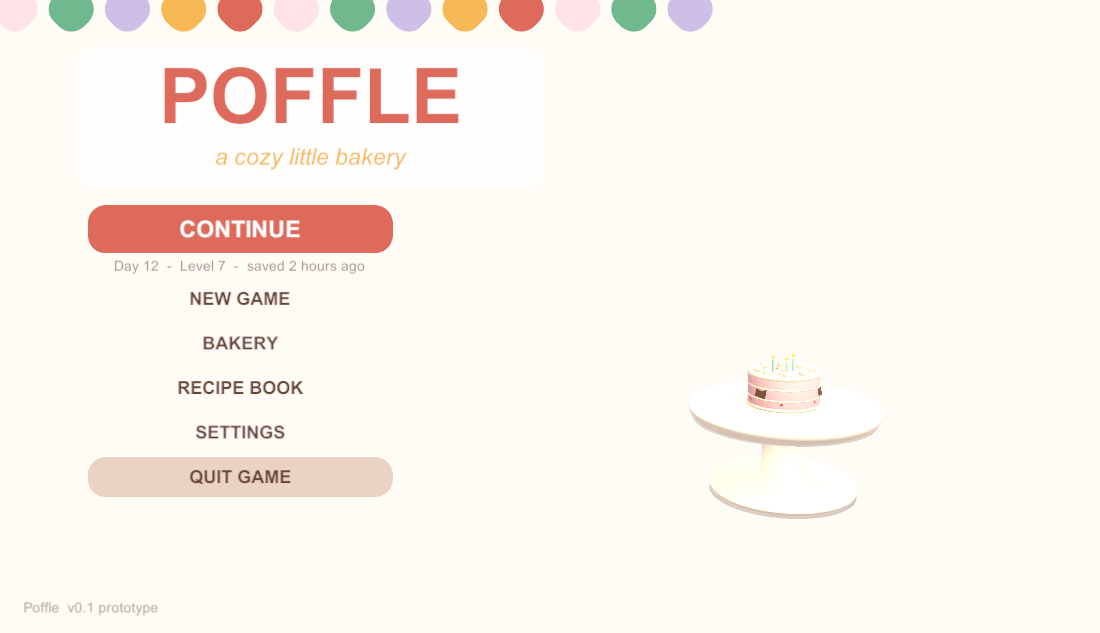 POFFLE
a cozy little bakery
CONTINUE
Day 12 - Level 7 - saved 2 hours ago
NEW GAME
BAKERY
RECIPE BOOK
SETTINGS
QUIT GAME
Poffle v0.1 prototype